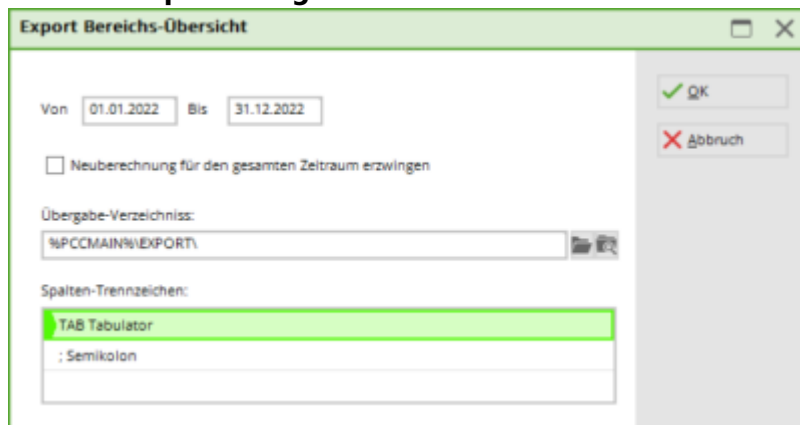 Export Bereichs-Übersicht
Von 01.01.2022 Bis 31.12.2022
Neuberechnung für den gesamten Zeitraum erzwingen
Übergabe-Verzeichniss:
%PCCMAIN%\EXPORT\
Spalten-Trennzeichen:
TAB Tabulator
; Semikolon
OK
Abbruch